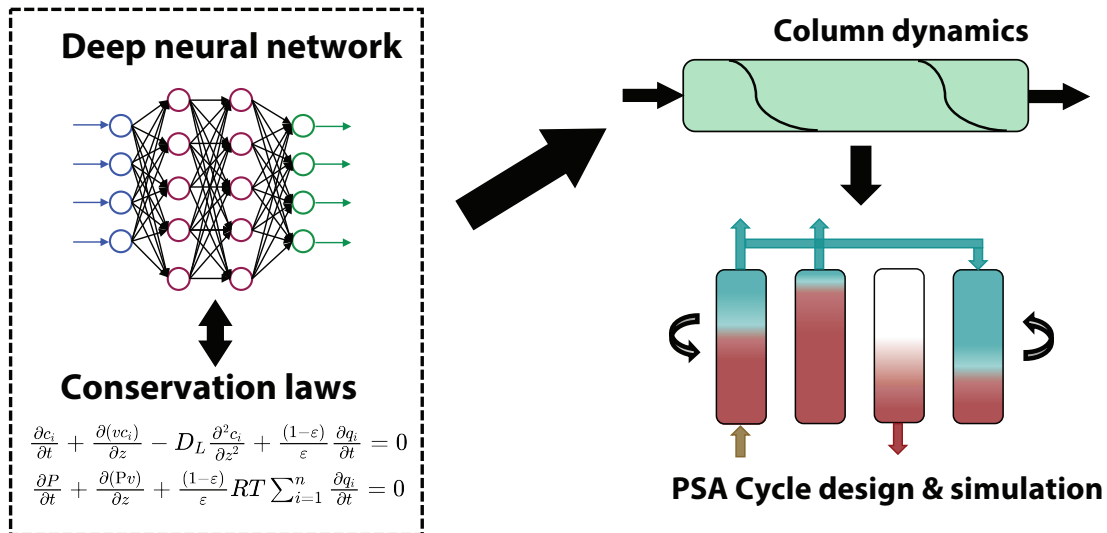 Deep neural network
Conservation laws
∂c_i/∂t + ∂(vc_i)/∂z − D_L ∂²c_i/∂z² + (1−ε)/ε ∂q_i/∂t = 0
∂P/∂t + ∂(Pv)/∂z + (1−ε)/ε RT ∑_{i=1}^{n} ∂q_i/∂t = 0
Column dynamics
PSA Cycle design & simulation